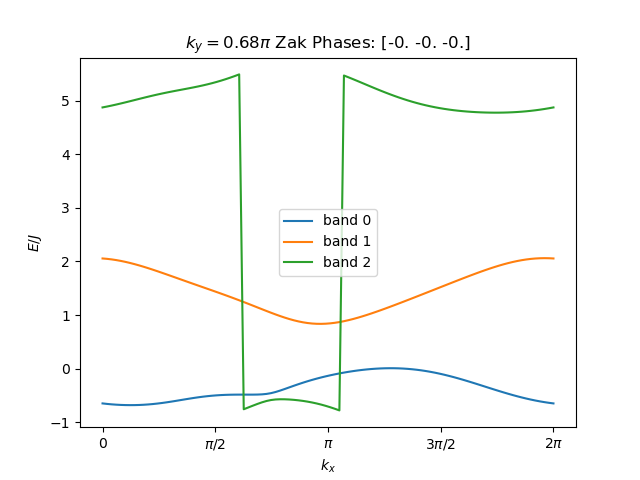 $k_y = 0.68\pi$ Zak Phases: [-0. -0. -0.]
E/J
5
4
3
2
1
0
−1
band 0
band 1
band 2
0 π/2 π 3π/2 2π
$k_x$